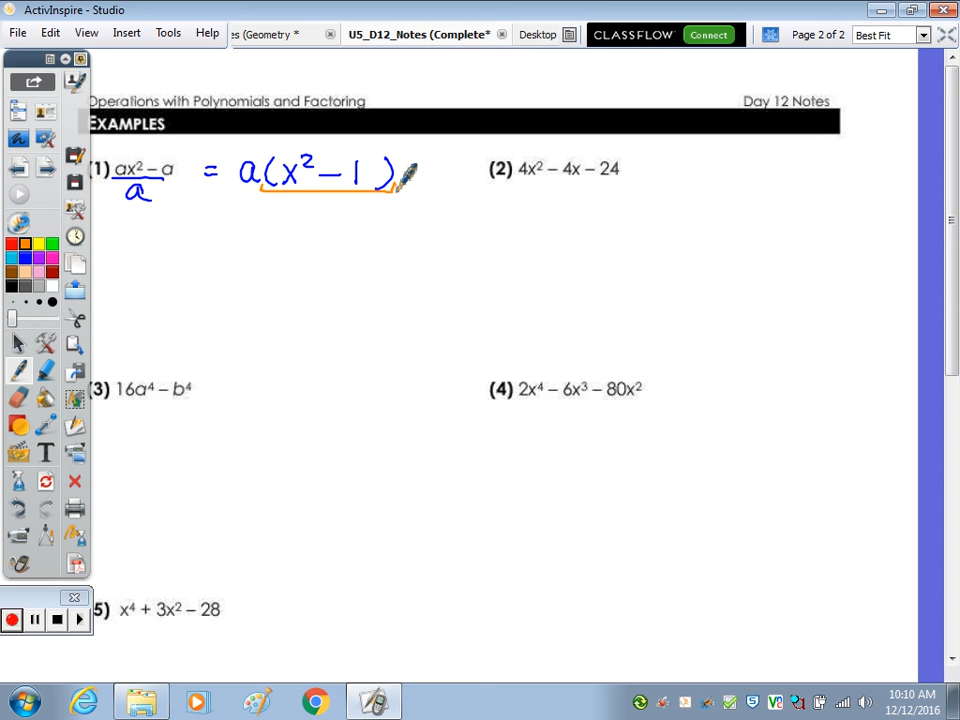 ActivInspire - Studio
File Edit View Insert Tools Help es (Geometry * U5_D12_Notes (Complete* Desktop CLASSFLOW Connect Page 2 of 2 Best Fit
Operations with Polynomials and Factoring Day 12 Notes
EXAMPLES
(1) ax² – a = a(x² – 1) (2) 4x² – 4x – 24
a
(3) 16a⁴ – b⁴ (4) 2x⁴ – 6x³ – 80x²
5) x⁴ + 3x² – 28
10:10 AM
12/12/2016